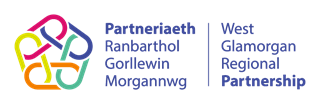 Partneriaeth
Ranbarthol
Gorllewin
Morgannwg
West
Glamorgan
Regional
Partnership